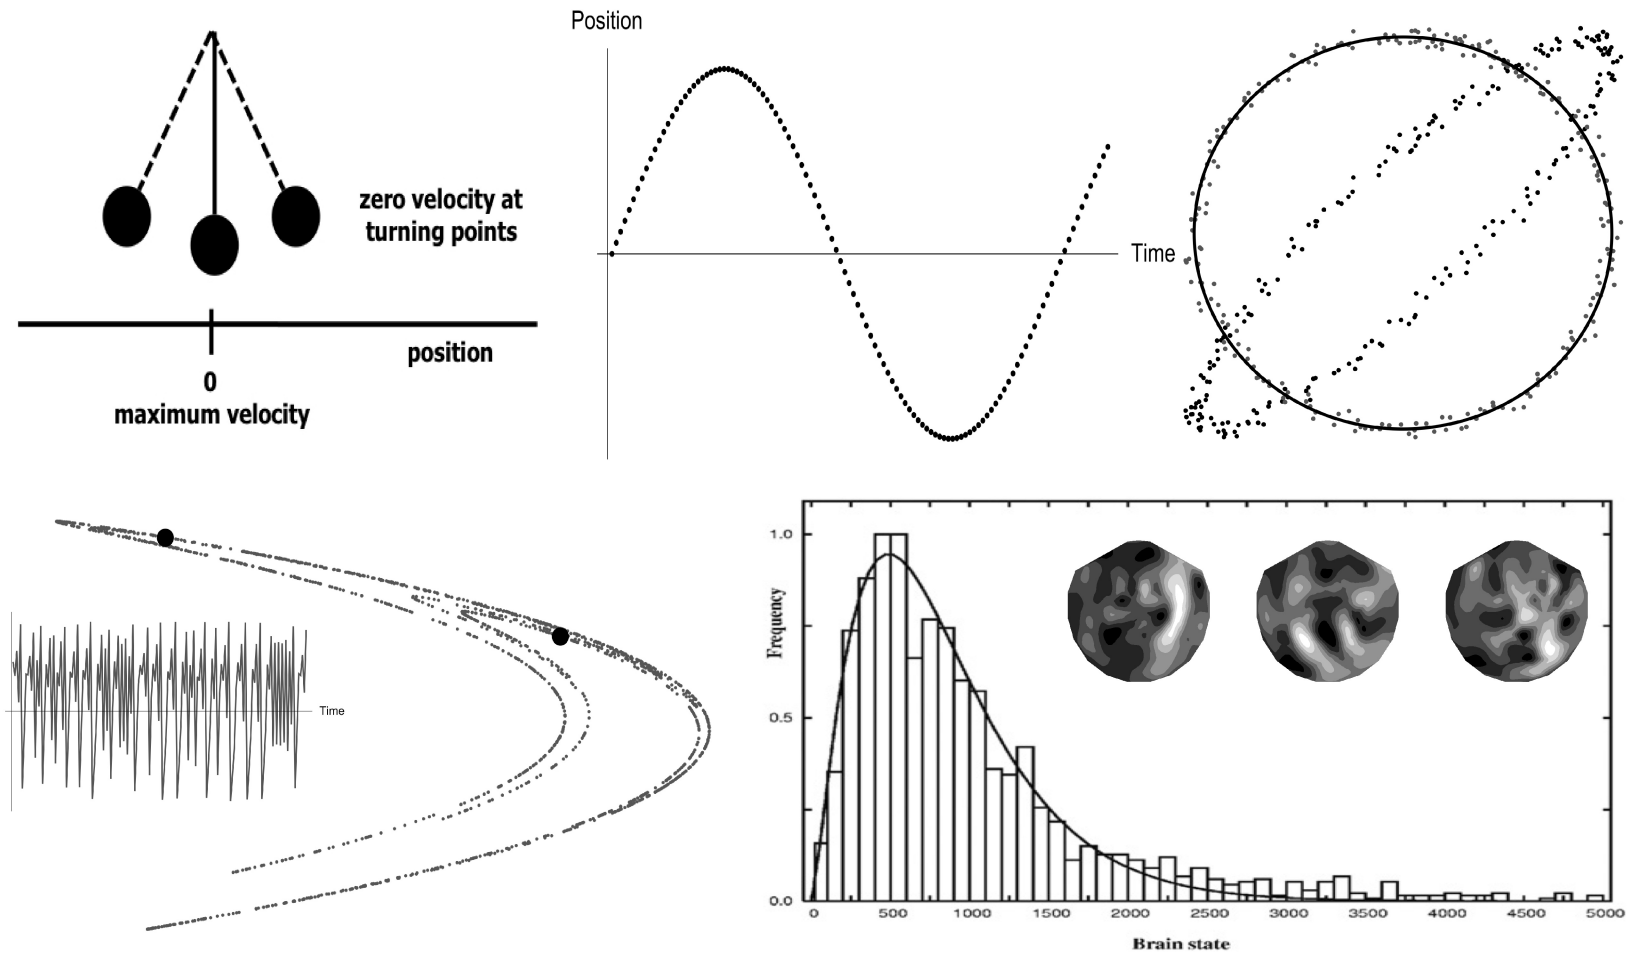 zero velocity at
turning points
position
0
maximum velocity
Position
Time
Time
Frequency
1.0
0.5
0.0
0 500 1000 1500 2000 2500 3000 3500 4000 4500 5000
Brain state